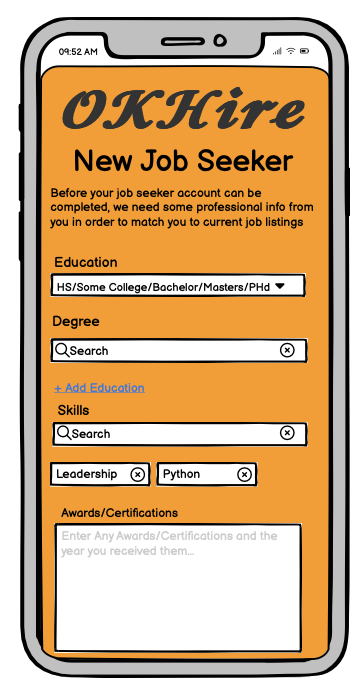 09:52 AM
OKHire
New Job Seeker
Before your job seeker account can be
completed, we need some professional info from
you in order to match you to current job listings
Education
HS/Some College/Bachelor/Masters/PHd
Degree
Search
+ Add Education
Skills
Search
Leadership
Python
Awards/Certifications
Enter Any Awards/Certifications and the
year you received them...